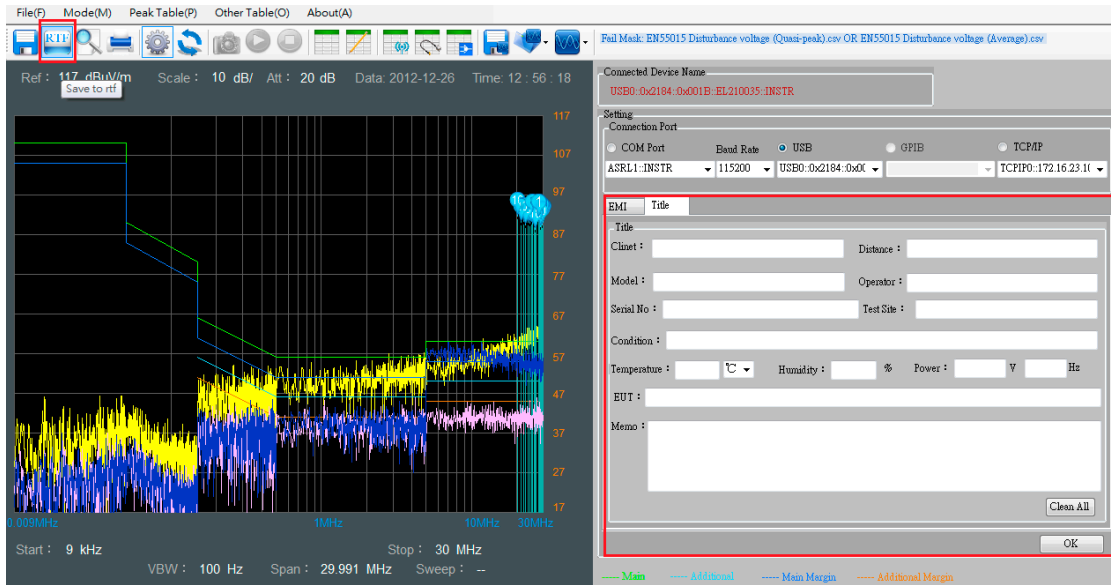 File(F) Mode(M) Peak Table(P) Other Table(O) About(A)
RTF
Save to rtf
Fail Mask: EN55015 Disturbance voltage (Quasi-peak).csv OR EN55015 Disturbance voltage (Average).csv
Ref : 117 dBuV/m Scale : 10 dB/ Att : 20 dB Data: 2012-12-26 Time: 12 : 56 : 18
117
107
97
87
77
67
57
47
37
27
17
0.009MHz 1MHz 10MHz 30MHz
Start : 9 kHz Stop : 30 MHz
VBW : 100 Hz Span : 29.991 MHz Sweep : --
Connected Device Name
USB0::0x2184::0x001B::EL210035::INSTR
Setting
Connection Port
COM Port Baud Rate USB GPIB TCP/IP
ASRL1::INSTR 115200 USB0::0x2184::0x0( TCPIP0::172.16.23.1(
EMI Title
Title
Clinet : Distance :
Model : Operator :
Serial No : Test Site :
Condition :
Temperature : ℃ Humidity : % Power : V Hz
EUT :
Memo :
Clean All
OK
----- Main ----- Additional ----- Main Margin ----- Additional Margin